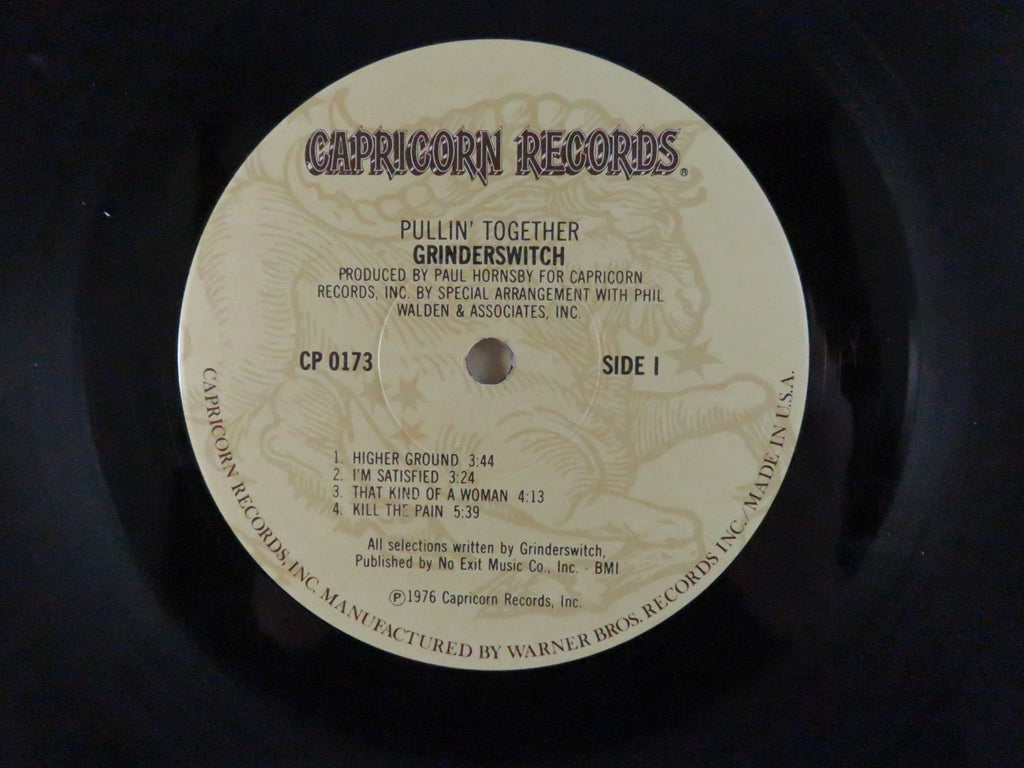 CAPRICORN RECORDS®
PULLIN' TOGETHER
GRINDERSWITCH
PRODUCED BY PAUL HORNSBY FOR CAPRICORN
RECORDS, INC. BY SPECIAL ARRANGEMENT WITH PHIL
WALDEN & ASSOCIATES, INC.
CP 0173
SIDE I
1. HIGHER GROUND 3:44
2. I'M SATISFIED 3:24
3. THAT KIND OF A WOMAN 4:13
4. KILL THE PAIN 5:39
All selections written by Grinderswitch,
Published by No Exit Music Co., Inc. - BMI
℗1976 Capricorn Records, Inc.
CAPRICORN RECORDS, INC. MANUFACTURED BY WARNER BROS. RECORDS INC./MADE IN U.S.A.